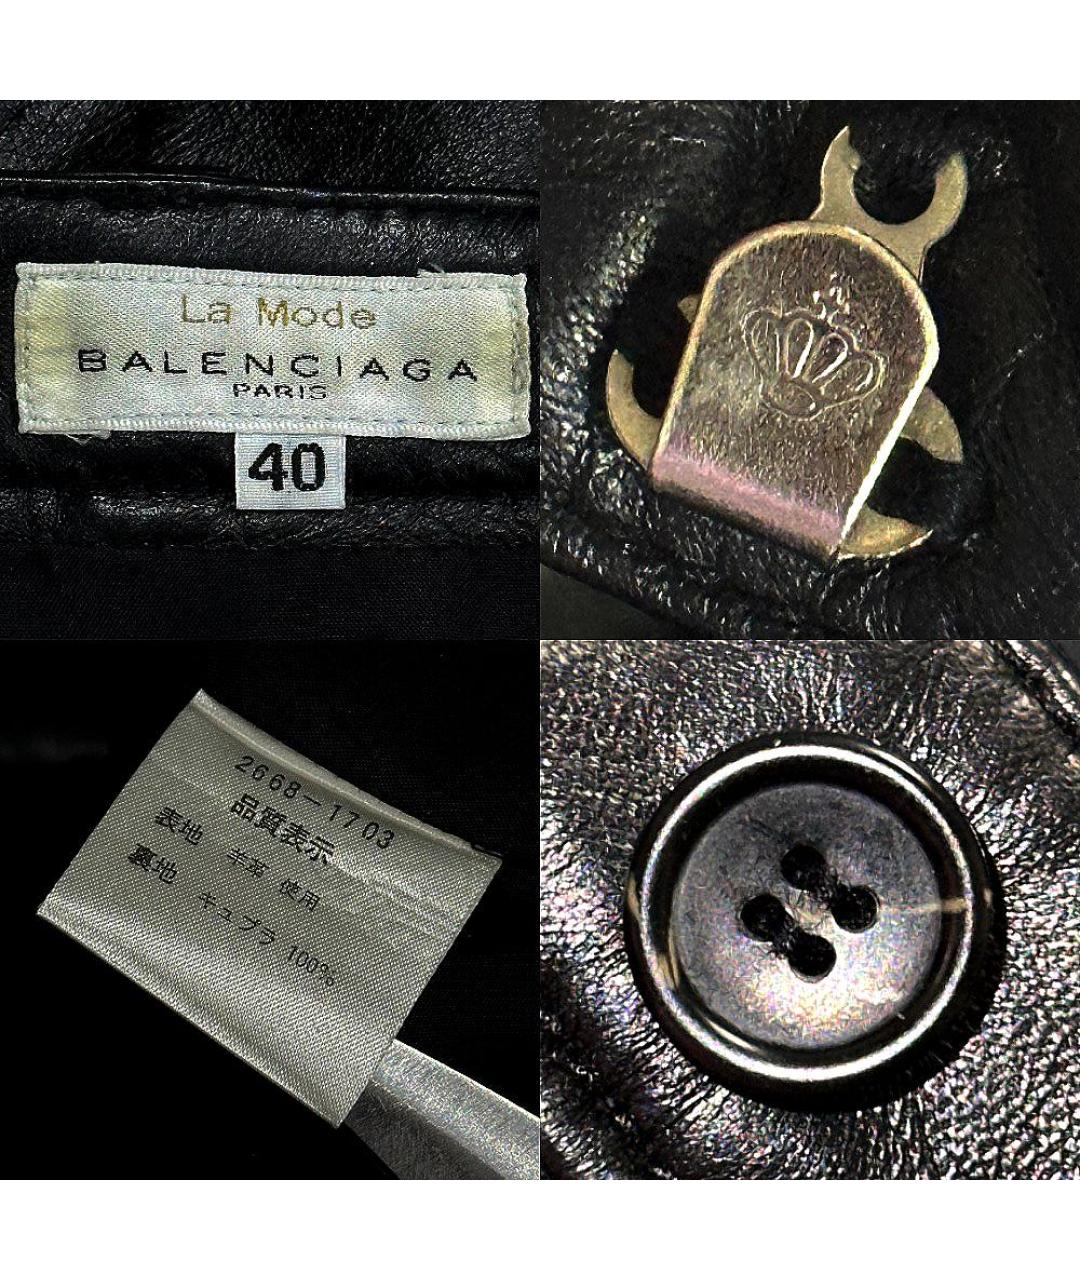 La Mode
BALENCIAGA
PARIS
40
2668-1703
品質表示
表地 羊革 使用
裏地 キュプラ 100%